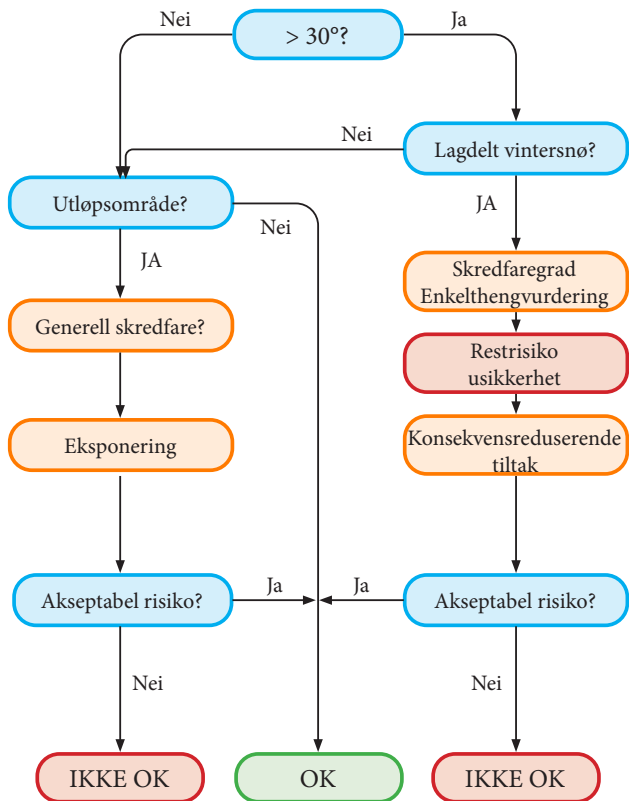 Nei
> 30°?
Ja
Nei
Lagdelt vintersnø?
Utløpsområde?
Nei
JA
JA
Skredfaregrad
Enkelthengvurdering
Generell skredfare?
Restrisiko
usikkerhet
Eksponering
Konsekvensreduserende
tiltak
Akseptabel risiko?
Ja
Ja
Akseptabel risiko?
Nei
Nei
IKKE OK
OK
IKKE OK